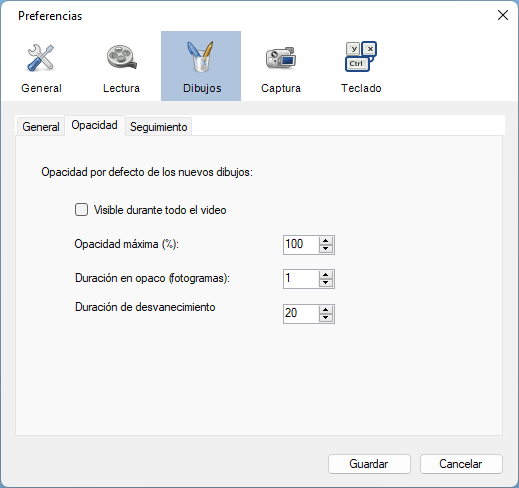 Preferencias
General
Lectura
Dibujos
Captura
Y X
Ctrl
Teclado
General
Opacidad
Seguimiento
Opacidad por defecto de los nuevos dibujos:
Visible durante todo el video
Opacidad máxima (%):
100
Duración en opaco (fotogramas):
1
Duración de desvanecimiento
20
Guardar
Cancelar